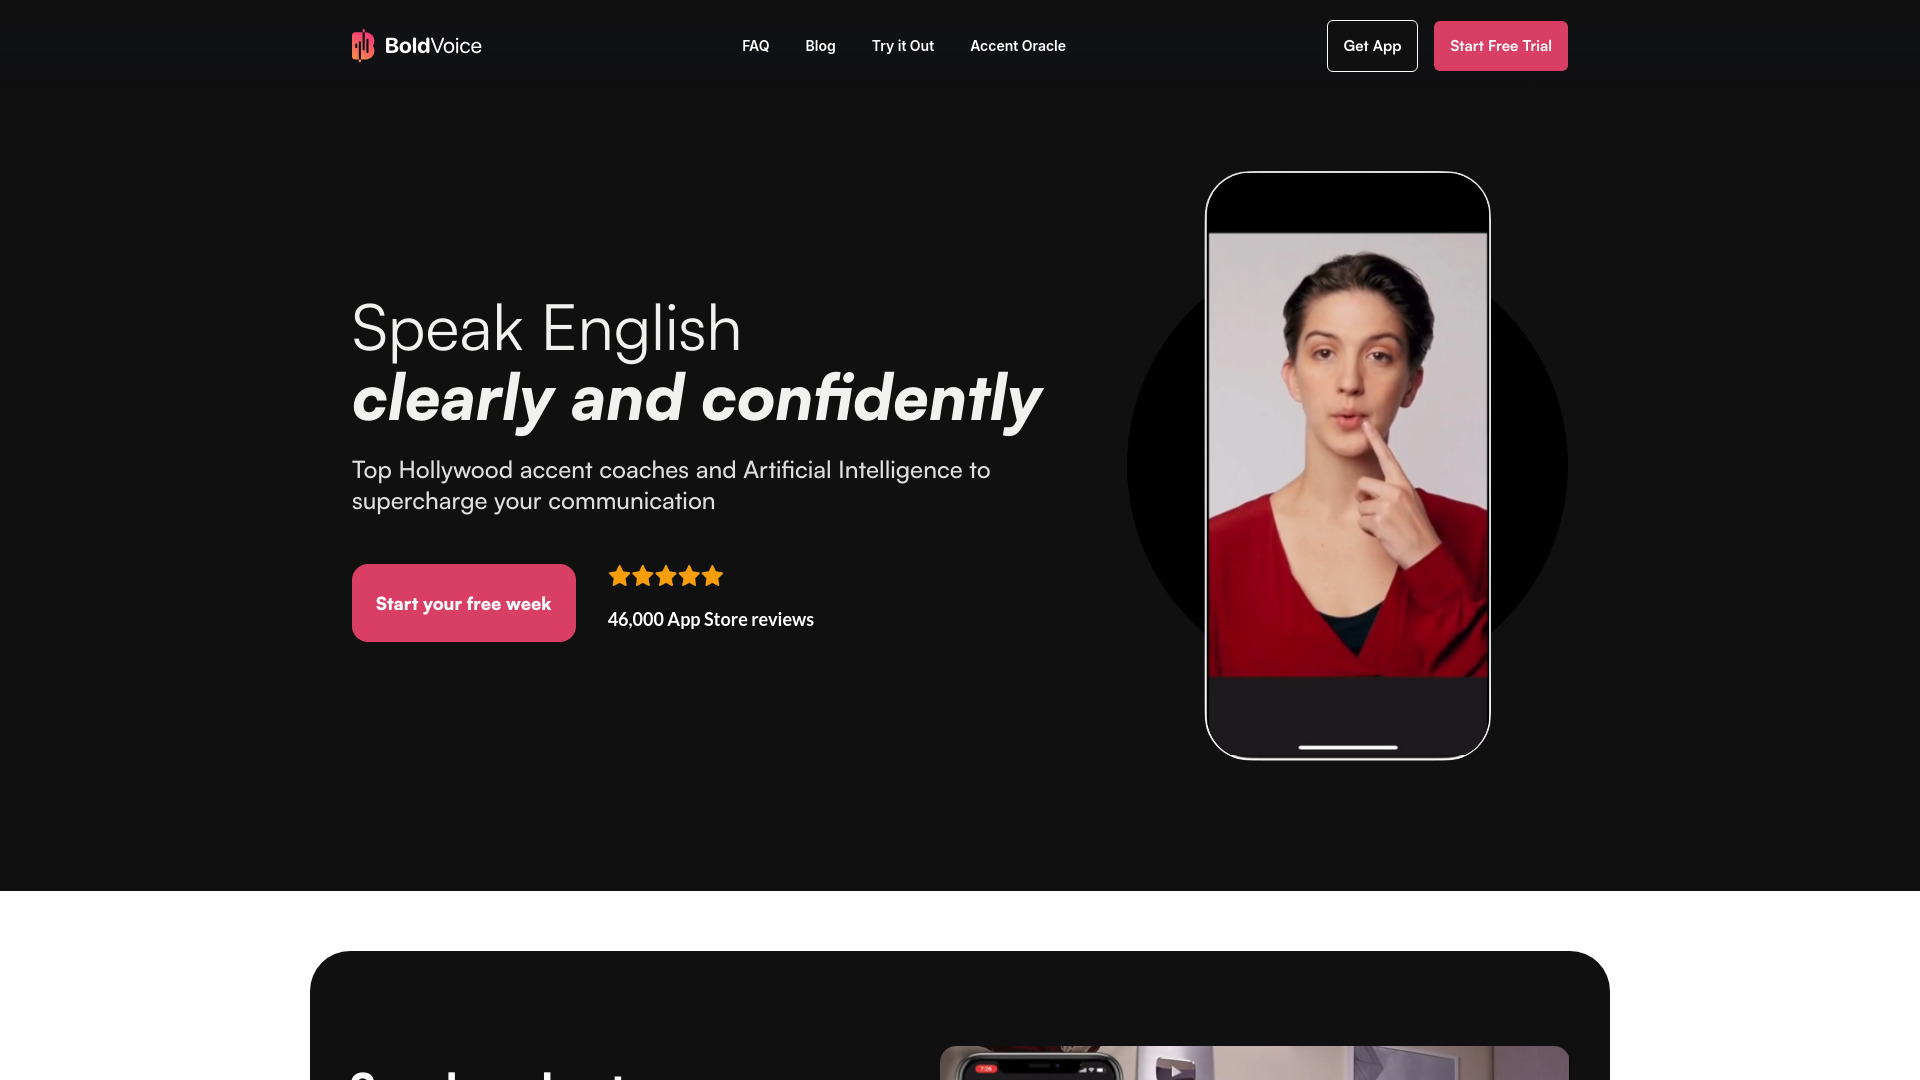 BoldVoice
FAQ
Blog
Try it Out
Accent Oracle
Get App
Start Free Trial
Speak English
clearly and confidently
Top Hollywood accent coaches and Artificial Intelligence to
supercharge your communication
Start your free week
46,000 App Store reviews
7:26